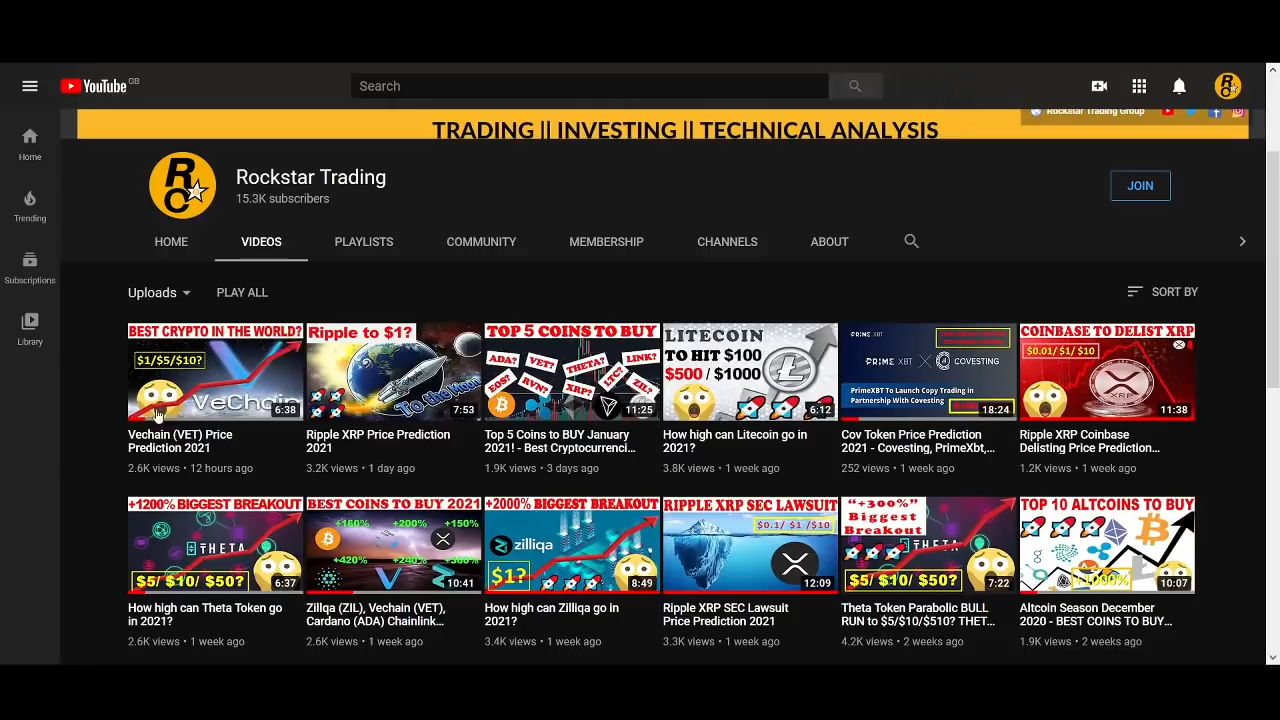 YouTube GB
Search
Rockstar Trading Group
TRADING || INVESTING || TECHNICAL ANALYSIS
Home
Trending
Subscriptions
Library
Rockstar Trading
15.3K subscribers
JOIN
HOME VIDEOS PLAYLISTS COMMUNITY MEMBERSHIP CHANNELS ABOUT
Uploads PLAY ALL SORT BY
BEST CRYPTO IN THE WORLD?
$1/$5/$10?
VeChain
6:38
Vechain (VET) Price
Prediction 2021
2.6K views • 12 hours ago
Ripple to $1?
To the Moon
7:53
Ripple XRP Price Prediction
2021
3.2K views • 1 day ago
TOP 5 COINS TO BUY
ADA? VET? THETA? LINK?
EOS? RVN? XRP? LTC? ZIL?
11:25
Top 5 Coins to BUY January
2021! - Best Cryptocurrenci...
1.9K views • 3 days ago
LITECOIN
TO HIT $100
$500 / $1000
6:12
How high can Litecoin go in
2021?
3.8K views • 1 week ago
PRIME XBT
PRIME XBT X COVESTING
PrimeXBT To Launch Copy Trading in
Partnership With Covesting
18:24
Cov Token Price Prediction
2021 - Covesting, PrimeXbt,...
252 views • 1 week ago
COINBASE TO DELIST XRP
$0.01/ $1/ $10
XRP
11:38
Ripple XRP Coinbase
Delisting Price Prediction...
1.2K views • 1 week ago
+1200% BIGGEST BREAKOUT
THETA
$5/ $10/ $50?
6:37
How high can Theta Token go
in 2021?
2.6K views • 1 week ago
BEST COINS TO BUY 2021
+160% +200% +150%
+420% +240% +380%
10:41
Zillqa (ZIL), Vechain (VET),
Cardano (ADA) Chainlink...
2.6K views • 1 week ago
+2000% BIGGEST BREAKOUT
zilliqa
$1?
8:49
How high can Zilliqa go in
2021?
3.4K views • 1 week ago
RIPPLE XRP SEC LAWSUIT
$0.1/ $1 /$10
12:09
Ripple XRP SEC Lawsuit
Price Prediction 2021
3.3K views • 1 week ago
"+300%"
Biggest
Breakout
THETA
$5/ $10/ $50?
7:22
Theta Token Parabolic BULL
RUN to $5/$10/$510? THET...
4.2K views • 2 weeks ago
TOP 10 ALTCOINS TO BUY
+1000%
10:07
Altcoin Season December
2020 - BEST COINS TO BUY...
1.9K views • 2 weeks ago